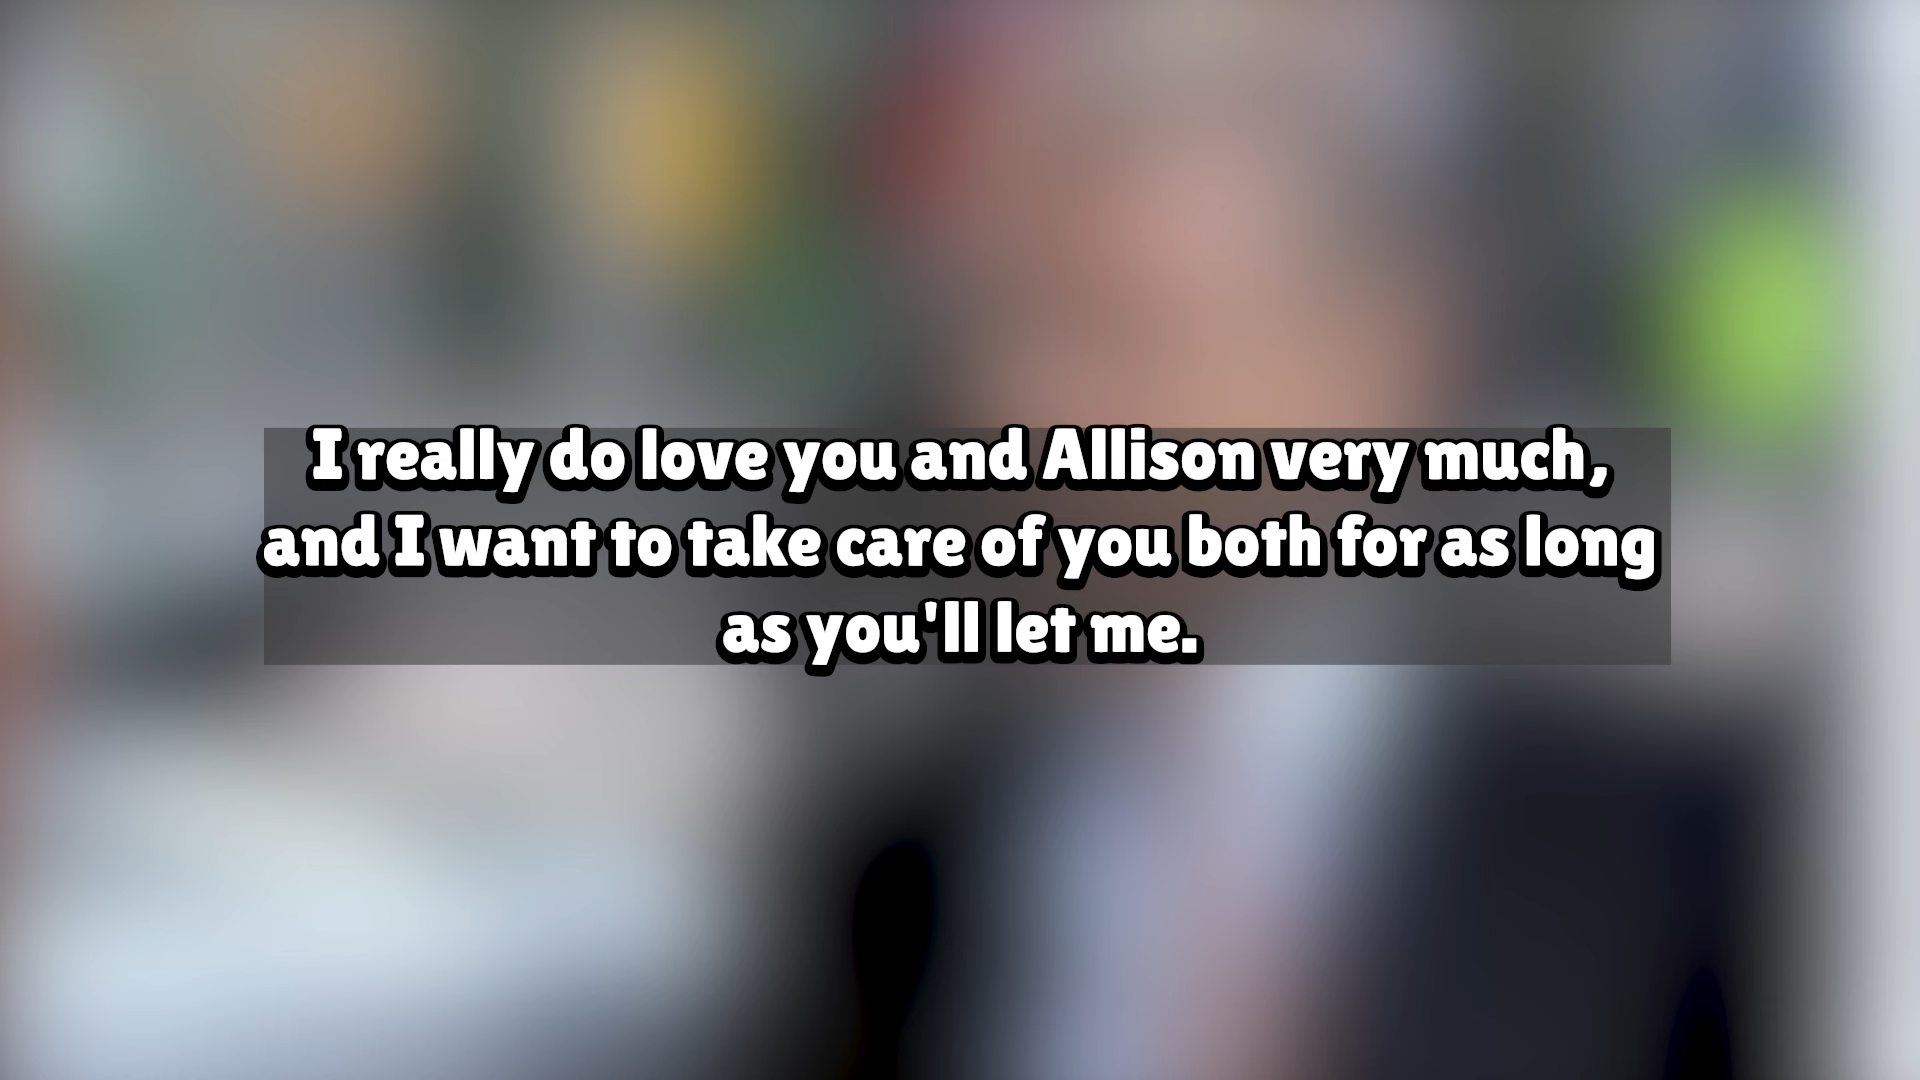 I really do love you and Allison very much,
and I want to take care of you both for as long
as you'll let me.